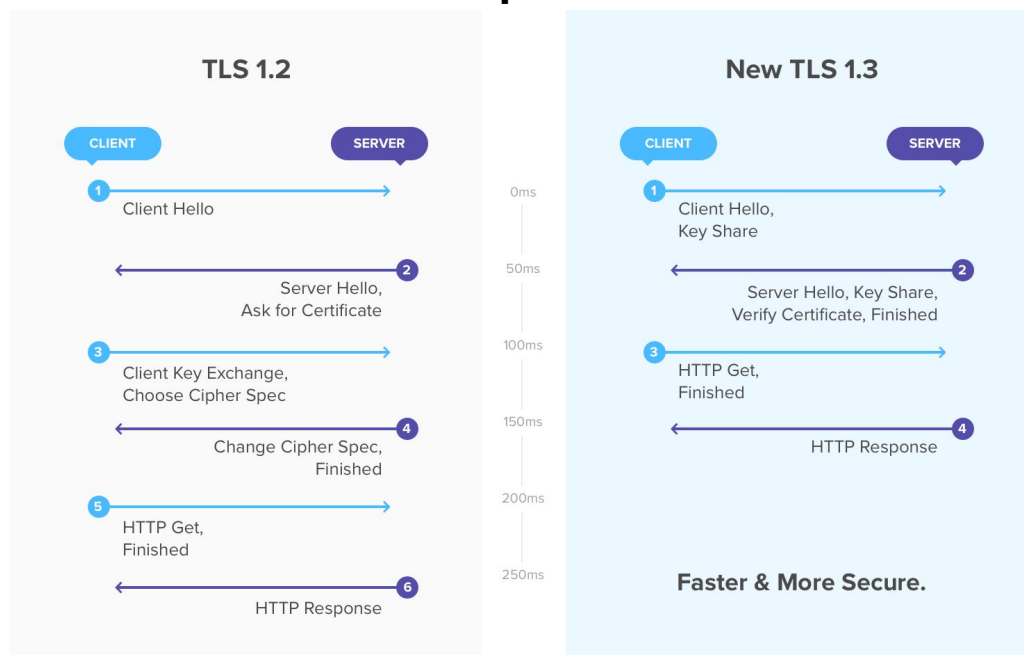 TLS 1.2
CLIENT
SERVER
1
Client Hello
2
Server Hello,
Ask for Certificate
3
Client Key Exchange,
Choose Cipher Spec
4
Change Cipher Spec,
Finished
5
HTTP Get,
Finished
6
HTTP Response
0ms
50ms
100ms
150ms
200ms
250ms
New TLS 1.3
CLIENT
SERVER
1
Client Hello,
Key Share
2
Server Hello, Key Share,
Verify Certificate, Finished
3
HTTP Get,
Finished
4
HTTP Response
Faster & More Secure.